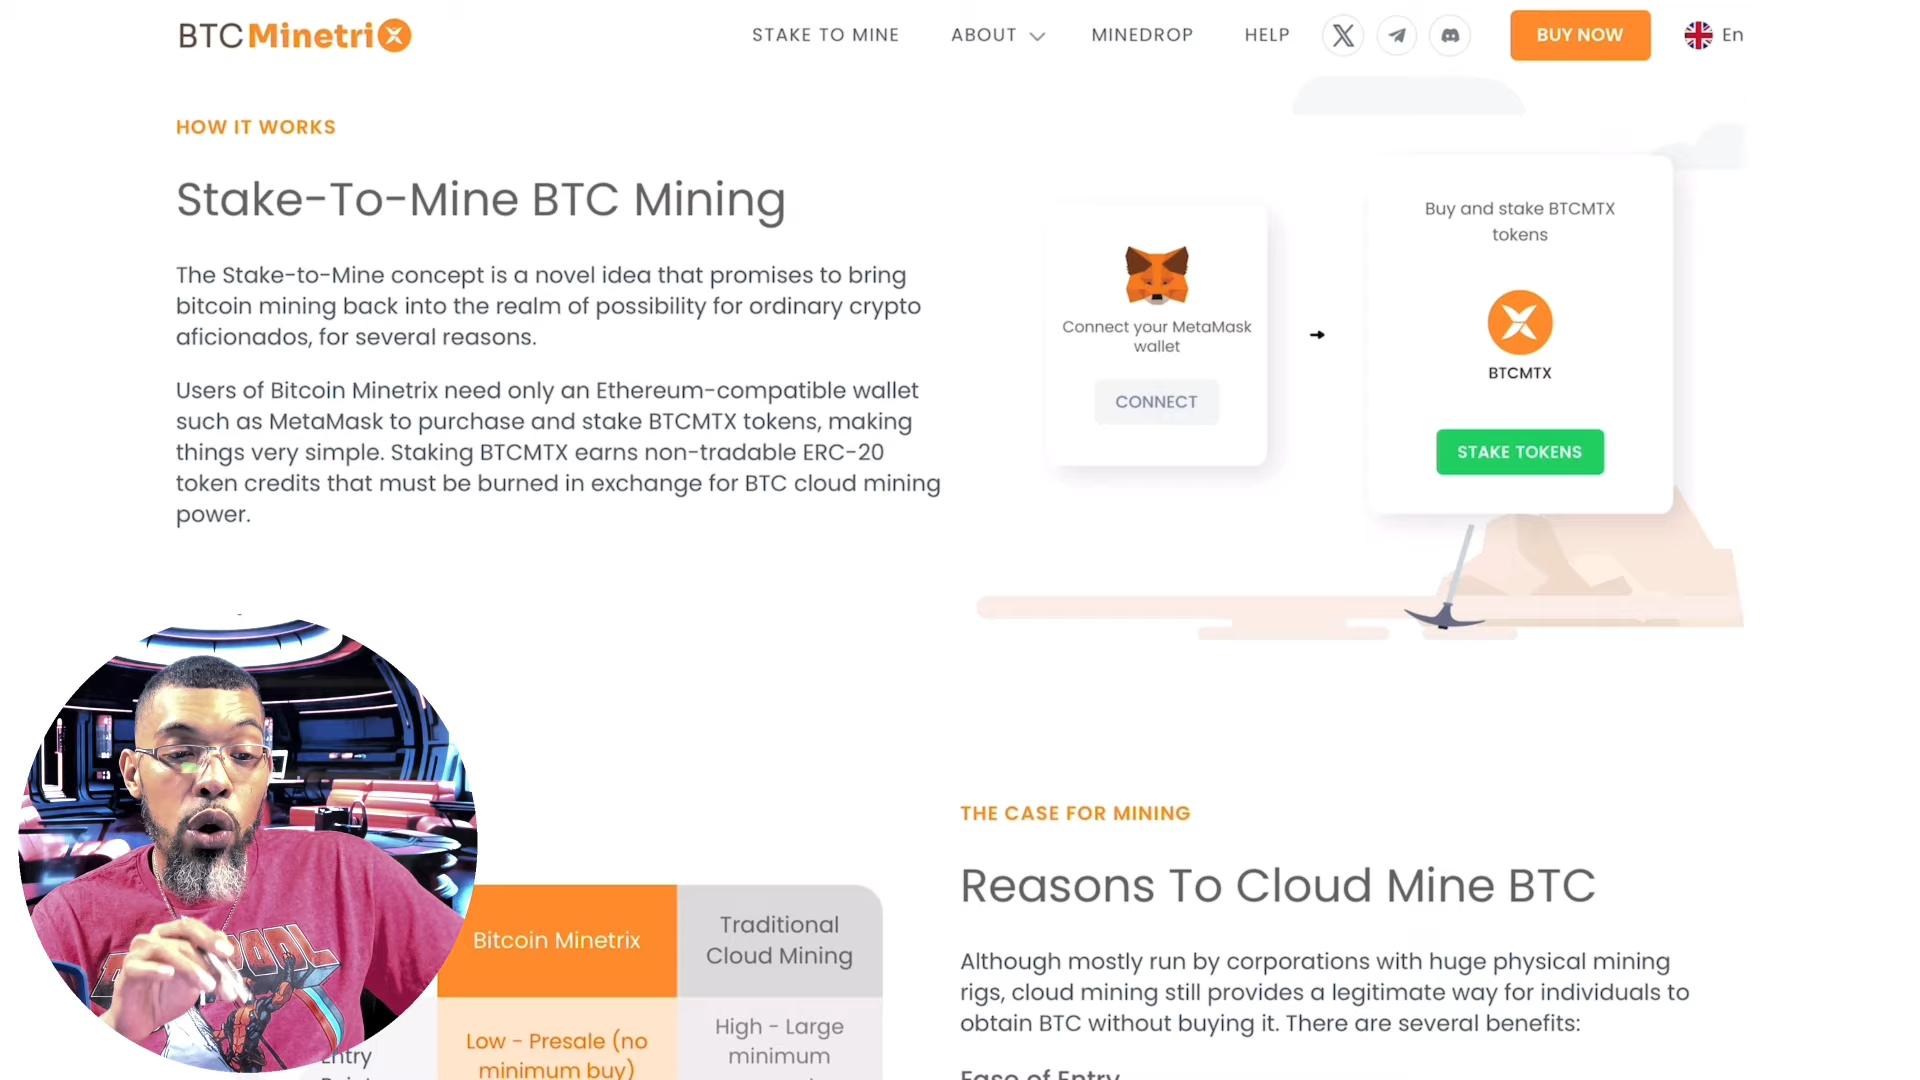 BTC Minetrix
STAKE TO MINE
ABOUT
MINEDROP
HELP
BUY NOW
En
HOW IT WORKS
Stake-To-Mine BTC Mining
The Stake-to-Mine concept is a novel idea that promises to bring
bitcoin mining back into the realm of possibility for ordinary crypto
aficionados, for several reasons.
Users of Bitcoin Minetrix need only an Ethereum-compatible wallet
such as MetaMask to purchase and stake BTCMTX tokens, making
things very simple. Staking BTCMTX earns non-tradable ERC-20
token credits that must be burned in exchange for BTC cloud mining
power.
Connect your MetaMask
wallet
CONNECT
Buy and stake BTCMTX
tokens
BTCMTX
STAKE TOKENS
Bitcoin Minetrix
Traditional
Cloud Mining
Entry
Low - Presale (no
minimum buy)
High - Large
minimum
THE CASE FOR MINING
Reasons To Cloud Mine BTC
Although mostly run by corporations with huge physical mining
rigs, cloud mining still provides a legitimate way for individuals to
obtain BTC without buying it. There are several benefits:
Ease of Entry